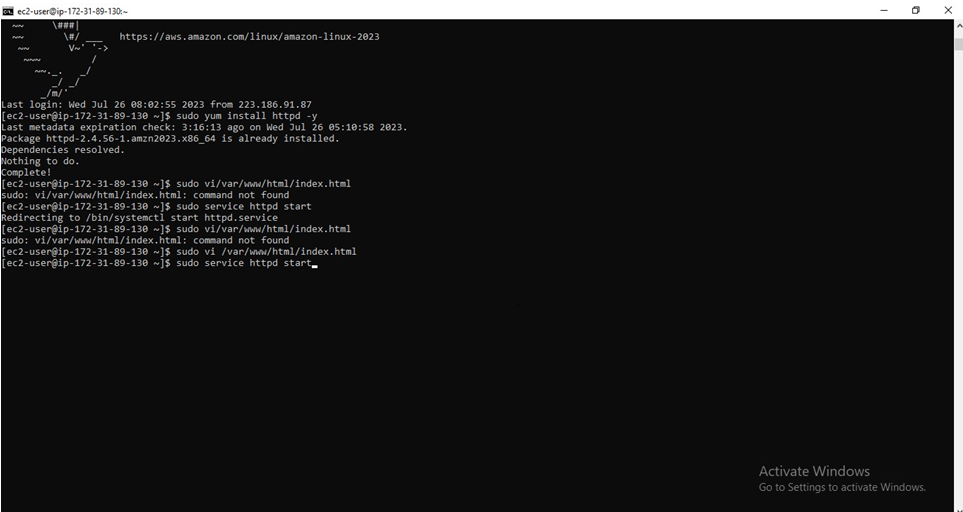 ec2-user@ip-172-31-89-130:~
~~     \###|
~~       \#/ ___   https://aws.amazon.com/linux/amazon-linux-2023
~~       V~' '->
~~~         /
~~._.   _/
_/ _/
_/m/'
Last login: Wed Jul 26 08:02:55 2023 from 223.186.91.87
[ec2-user@ip-172-31-89-130 ~]$ sudo yum install httpd -y
Last metadata expiration check: 3:16:13 ago on Wed Jul 26 05:10:58 2023.
Package httpd-2.4.56-1.amzn2023.x86_64 is already installed.
Dependencies resolved.
Nothing to do.
Complete!
[ec2-user@ip-172-31-89-130 ~]$ sudo vi/var/www/html/index.html
sudo: vi/var/www/html/index.html: command not found
[ec2-user@ip-172-31-89-130 ~]$ sudo service httpd start
Redirecting to /bin/systemctl start httpd.service
[ec2-user@ip-172-31-89-130 ~]$ sudo vi/var/www/html/index.html
sudo: vi/var/www/html/index.html: command not found
[ec2-user@ip-172-31-89-130 ~]$ sudo vi /var/www/html/index.html
[ec2-user@ip-172-31-89-130 ~]$ sudo service httpd start
Activate Windows
Go to Settings to activate Windows.